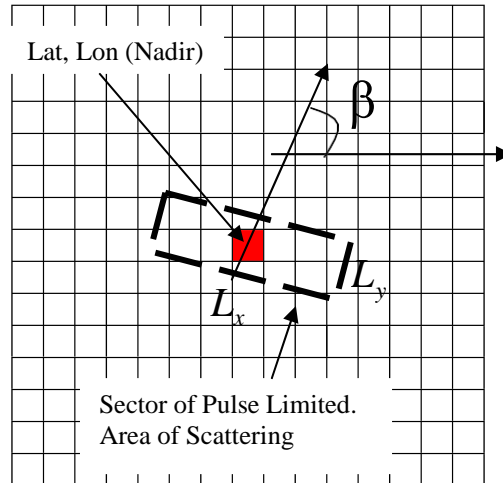 Lat, Lon (Nadir)
β
L_x
L_y
Sector of Pulse Limited.
Area of Scattering